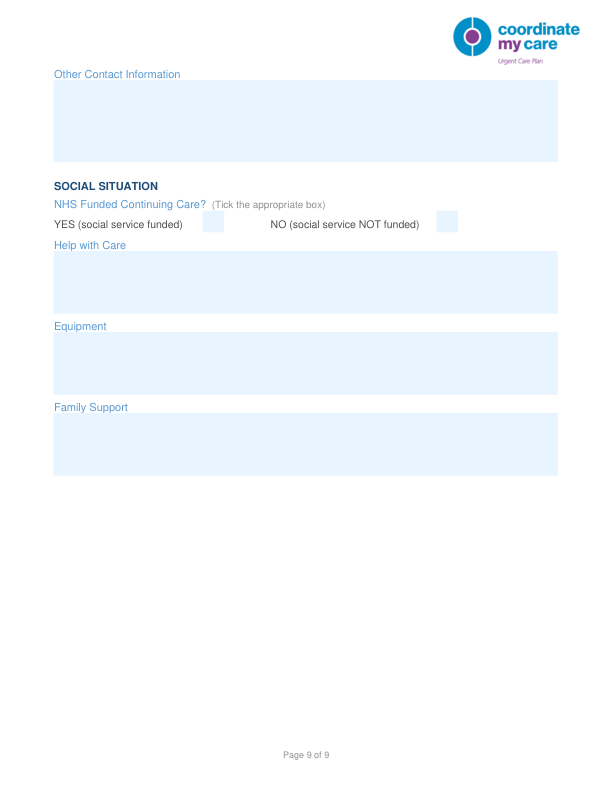 coordinate
my care
Urgent Care Plan
Other Contact Information
SOCIAL SITUATION
NHS Funded Continuing Care? (Tick the appropriate box)
YES (social service funded) NO (social service NOT funded)
Help with Care
Equipment
Family Support
Page 9 of 9